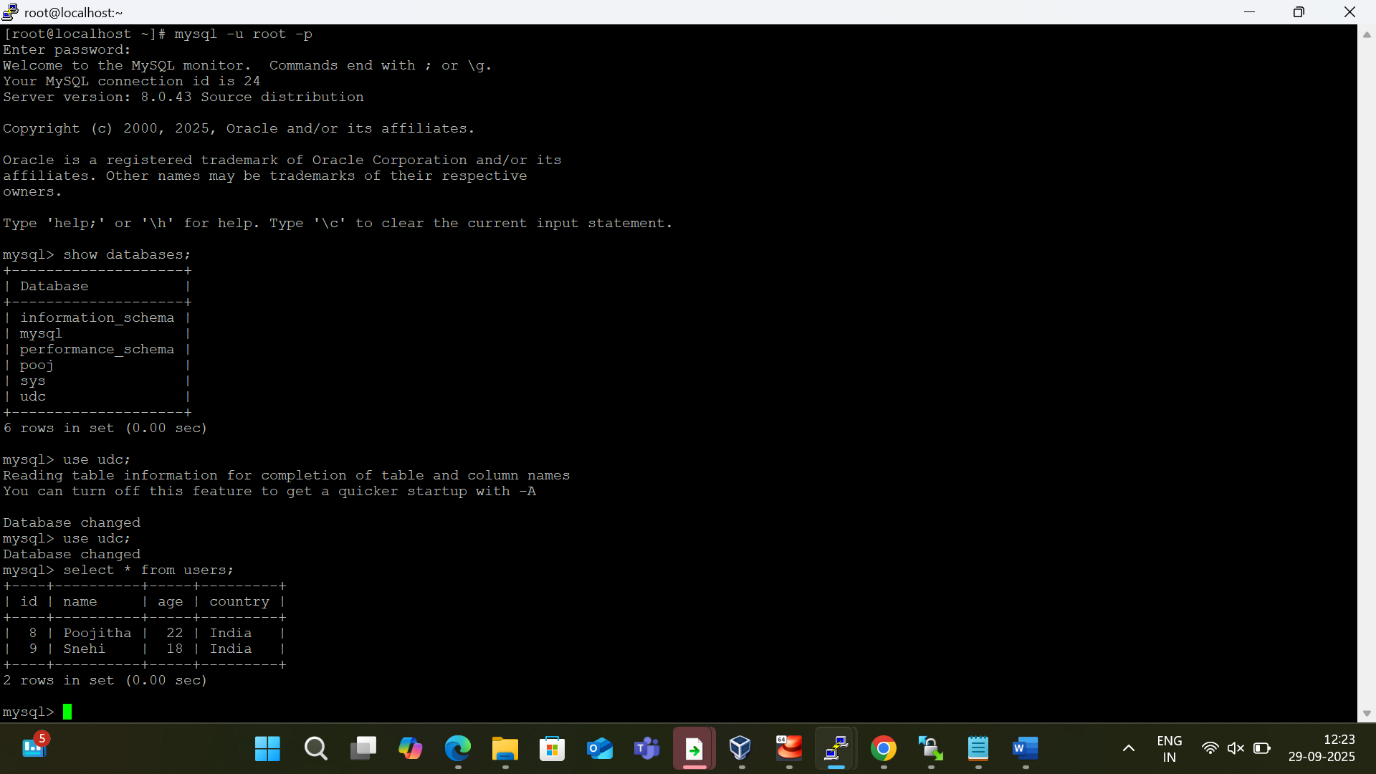 root@localhost:~
[root@localhost ~]# mysql -u root -p
Enter password:
Welcome to the MySQL monitor.  Commands end with ; or \g.
Your MySQL connection id is 24
Server version: 8.0.43 Source distribution
Copyright (c) 2000, 2025, Oracle and/or its affiliates.
Oracle is a registered trademark of Oracle Corporation and/or its
affiliates. Other names may be trademarks of their respective
owners.
Type 'help;' or '\h' for help. Type '\c' to clear the current input statement.
mysql> show databases;
+--------------------+
| Database           |
+--------------------+
| information_schema |
| mysql              |
| performance_schema |
| pooj               |
| sys                |
| udc                |
+--------------------+
6 rows in set (0.00 sec)
mysql> use udc;
Reading table information for completion of table and column names
You can turn off this feature to get a quicker startup with -A
Database changed
mysql> use udc;
Database changed
mysql> select * from users;
+----+----------+-----+---------+
| id | name     | age | country |
+----+----------+-----+---------+
|  8 | Poojitha |  22 | India   |
|  9 | Snehi    |  18 | India   |
+----+----------+-----+---------+
2 rows in set (0.00 sec)
mysql>
5
64
ENG
IN
12:23
29-09-2025